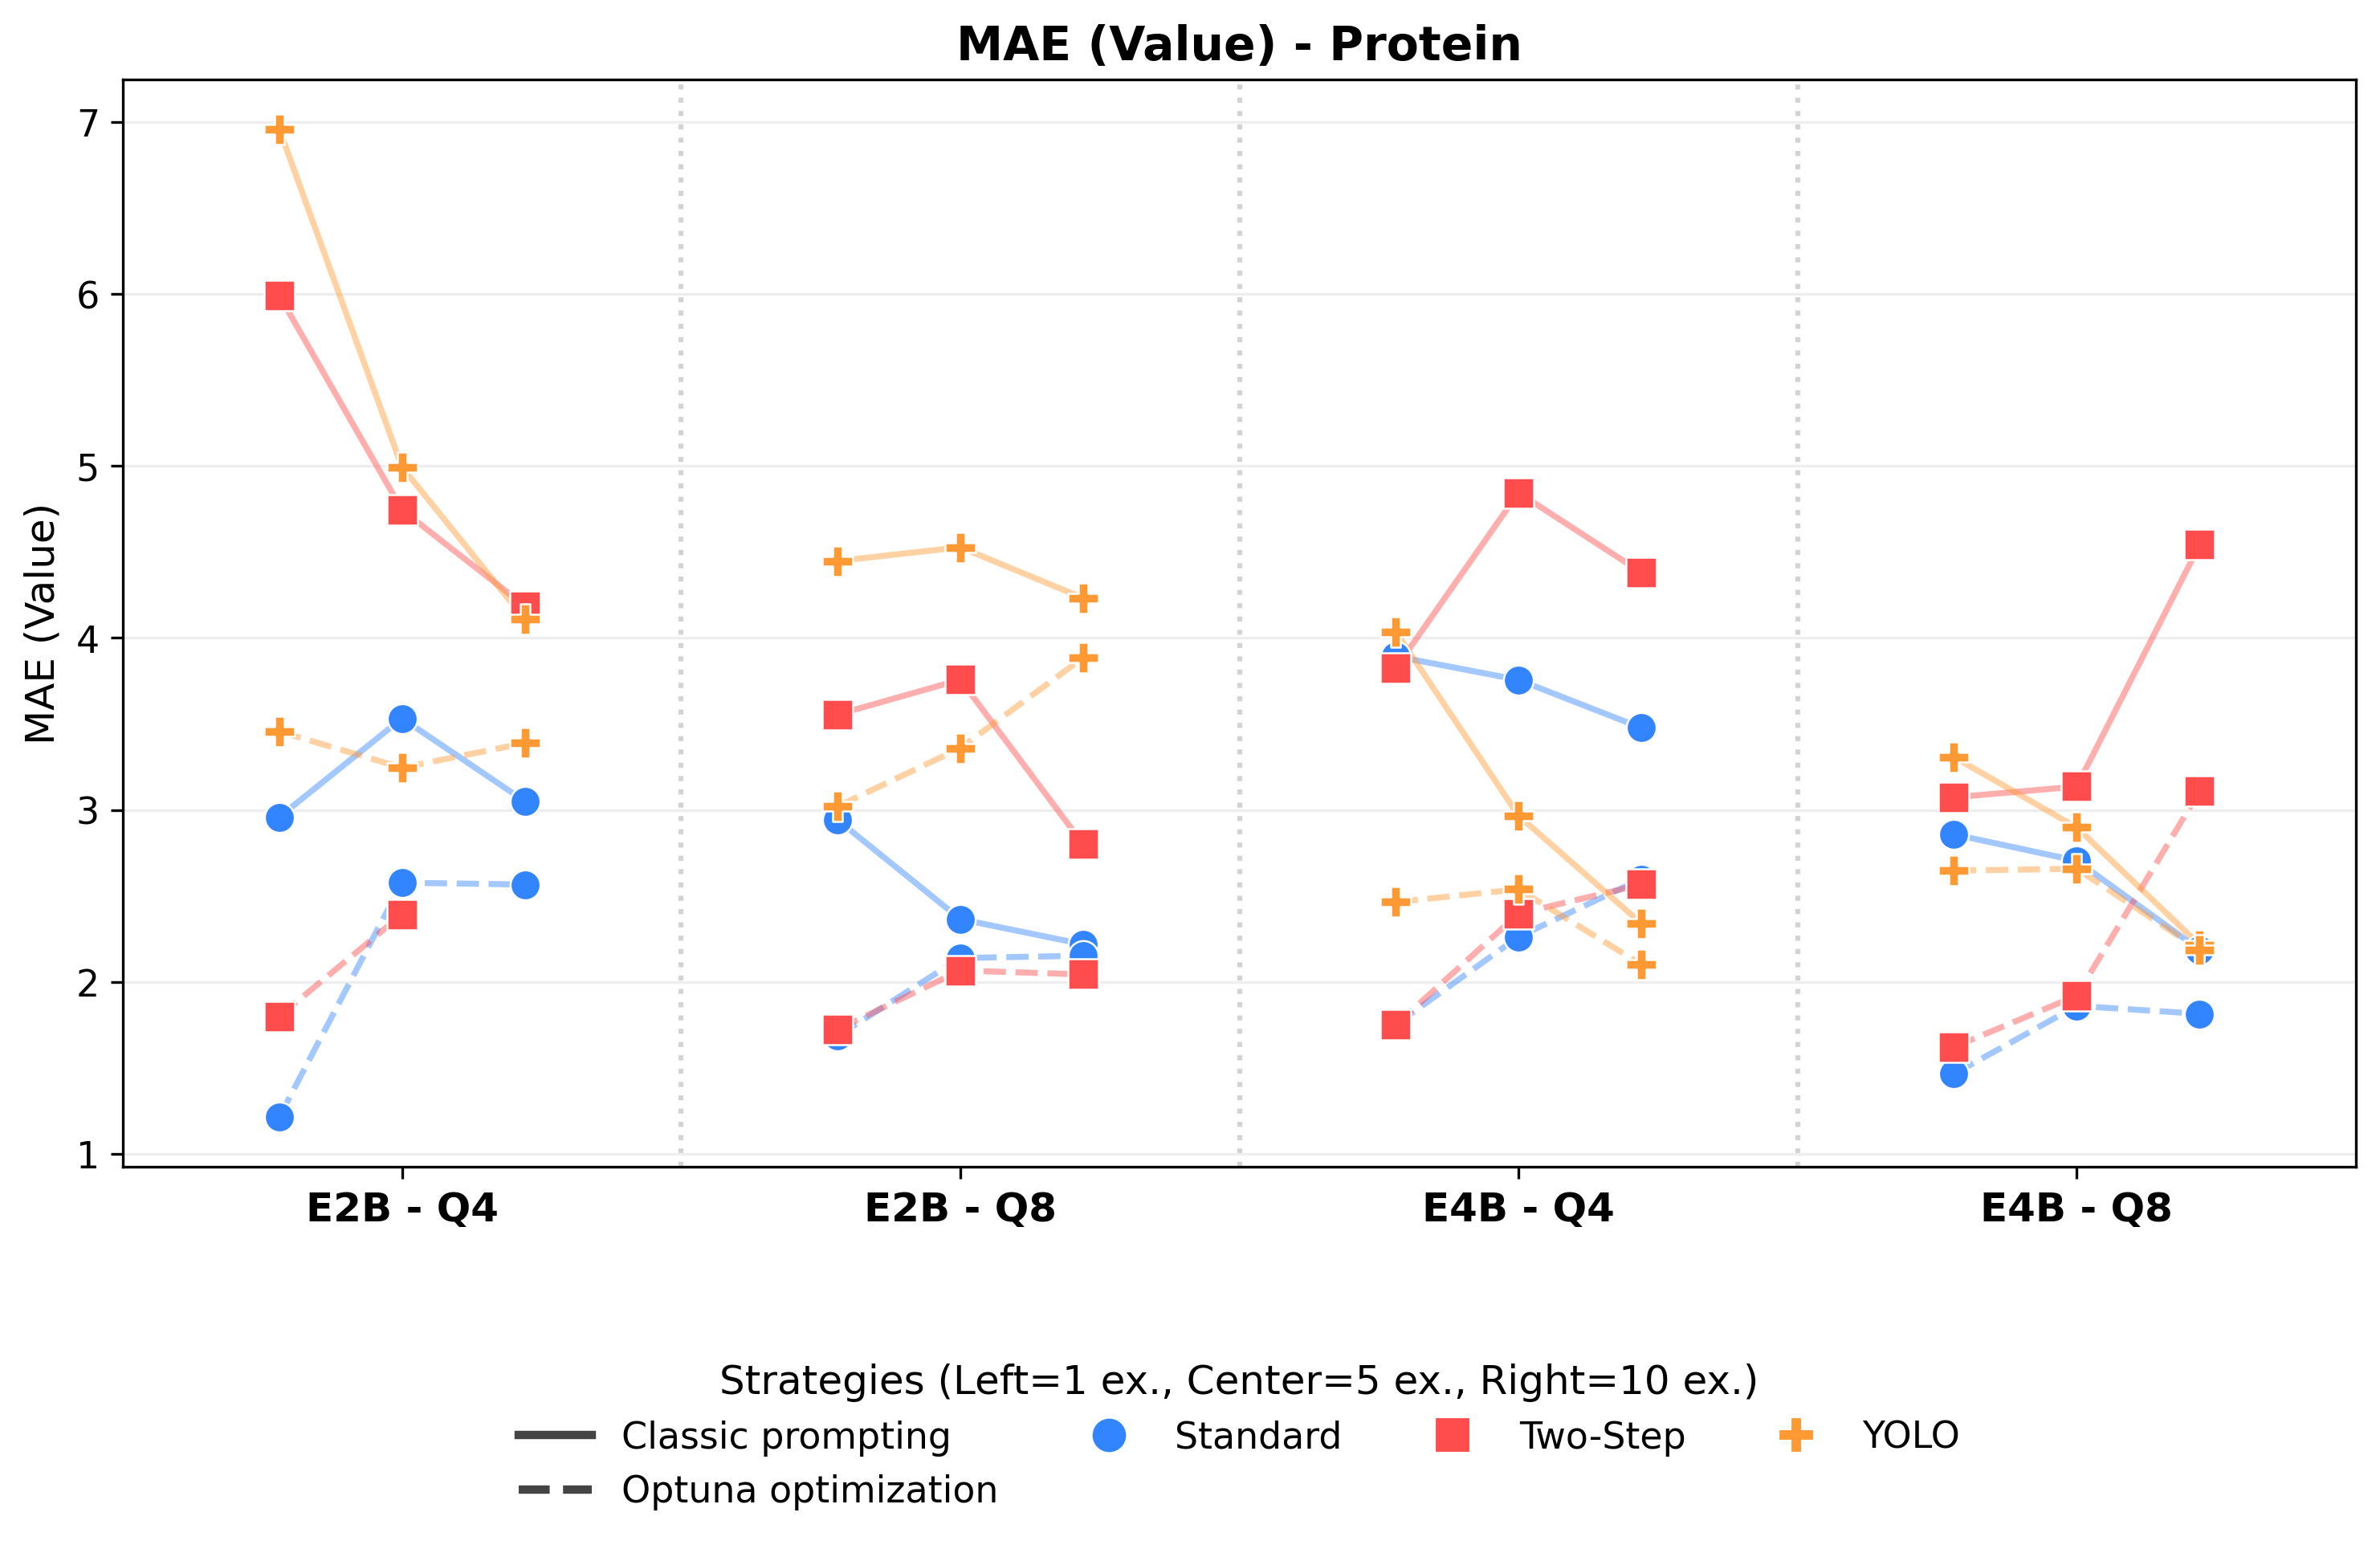 MAE (Value) - Protein
MAE (Value)
7
6
5
4
3
2
1
E2B - Q4
E2B - Q8
E4B - Q4
E4B - Q8
Strategies (Left=1 ex., Center=5 ex., Right=10 ex.)
Classic prompting
Optuna optimization
Standard
Two-Step
YOLO